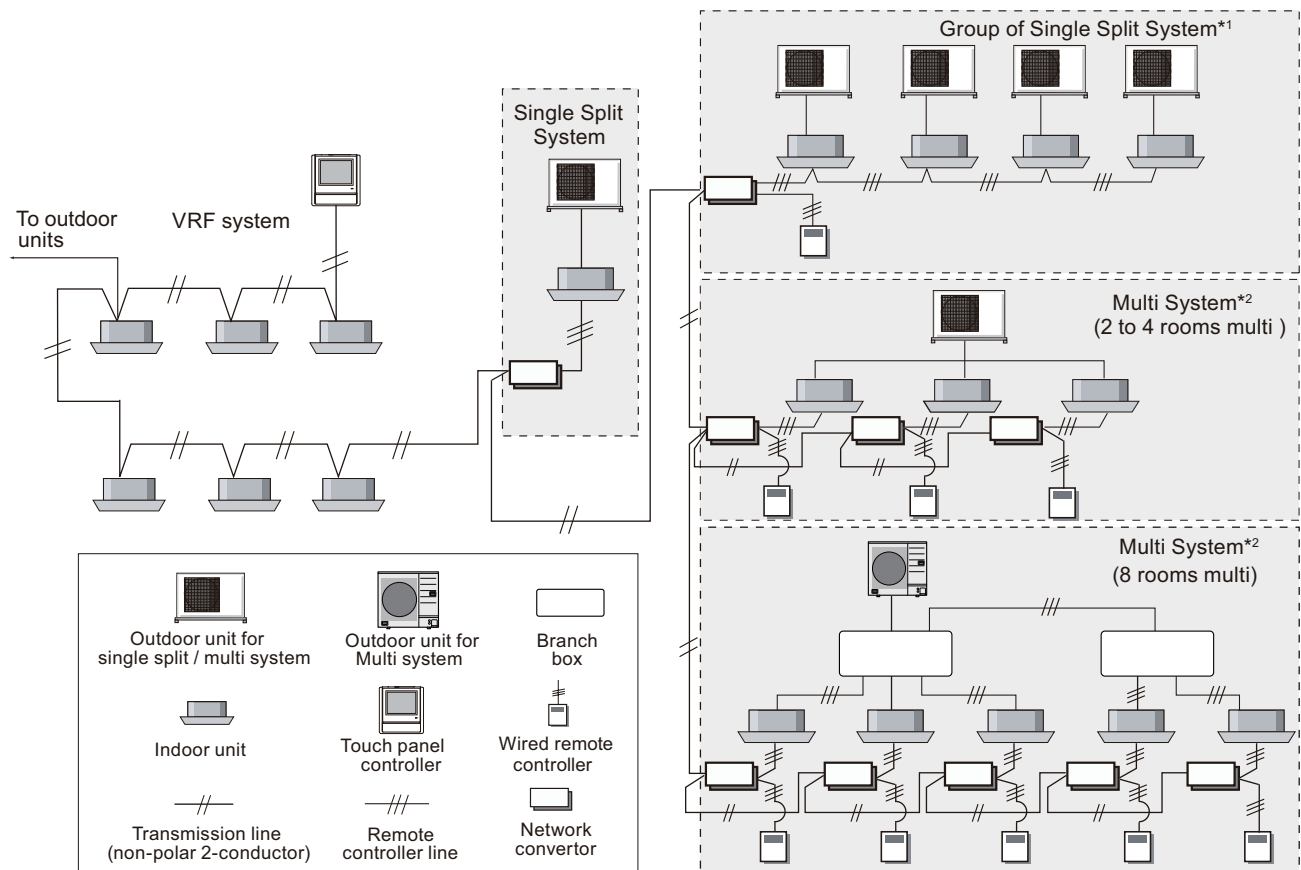 Group of Single Split System*1
Single Split
System
To outdoor
units
VRF system
Multi System*2
(2 to 4 rooms multi )
Multi System*2
(8 rooms multi)
Outdoor unit for
single split / multi system
Outdoor unit for
Multi system
Branch
box
Indoor unit
Touch panel
controller
Wired remote
controller
Transmission line
(non-polar 2-conductor)
Remote
controller line
Network
convertor